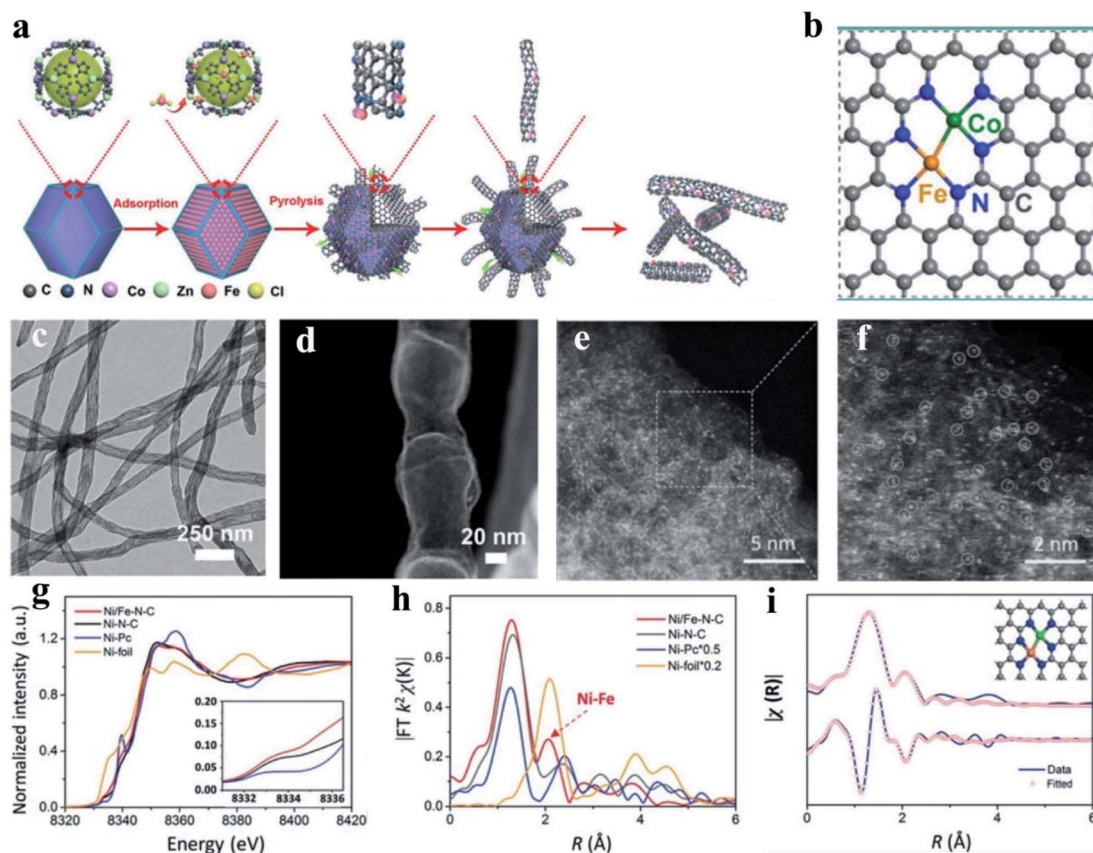 a
Adsorption
Pyrolysis
C N Co Zn Fe Cl
b
Co
Fe
N
C
c
250 nm
d
20 nm
e
5 nm
f
2 nm
g
Normalized intensity (a.u.)
1.2
0.8
0.4
0.0
Ni/Fe-N-C
Ni-N-C
Ni-Pc
Ni-foil
0.20
0.15
0.10
0.05
0.00
8332 8334 8336
8320 8340 8360 8380 8400 8420
Energy (eV)
h
|FT k² χ(K)|
0.8
0.6
0.4
0.2
0.0
Ni/Fe-N-C
Ni-N-C
Ni-Pc*0.5
Ni-foil*0.2
Ni-Fe
0 2 4 6
R (Å)
i
|χ (R)|
Data
Fitted
0 2 4 6
R (Å)